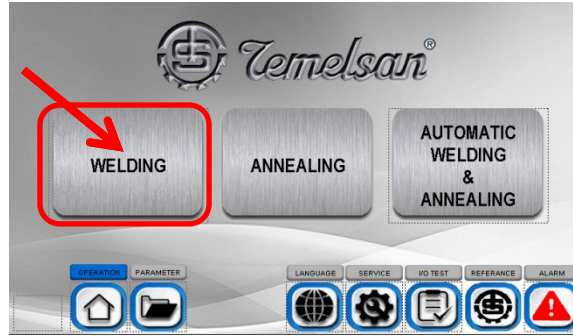 Temelsan®
WELDING
ANNEALING
AUTOMATIC
WELDING
&
ANNEALING
OPERATION
PARAMETER
LANGUAGE
SERVICE
I/O TEST
REFERANCE
ALARM